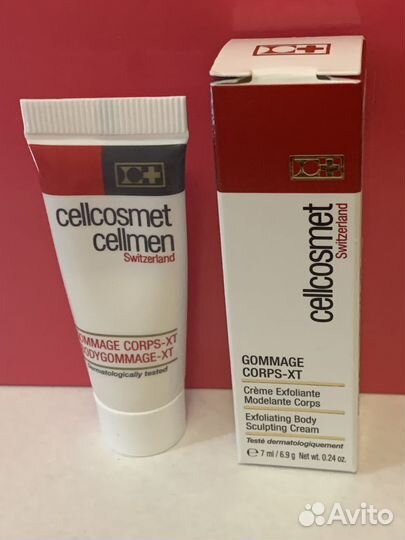 cellcosmet
cellmen
Switzerland
OMMAGE CORPS-XT
ODYGOMMAGE-XT
ermatologically tested
cellcosmet
Switzerland
GOMMAGE
CORPS-XT
Crème Exfoliante
Modelante Corps
Exfoliating Body
Sculpting Cream
Testé dermatologiquement
e 7 ml / 6.9 g Net wt. 0.24 oz.
Avito